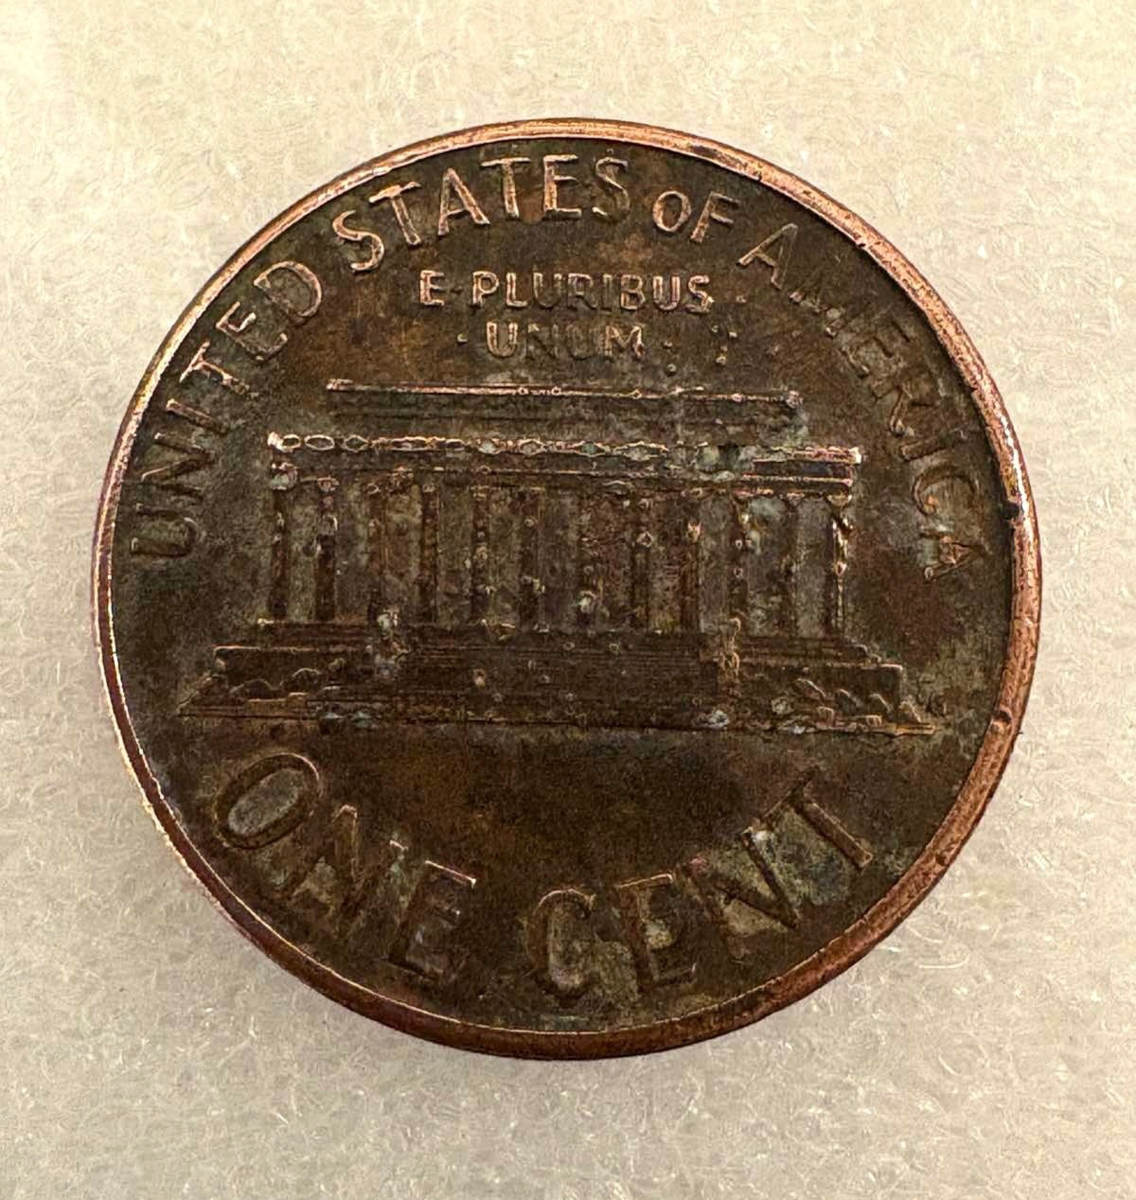 UNITED STATES OF AMERICA
E·PLURIBUS
·UNUM·
ONE CENT